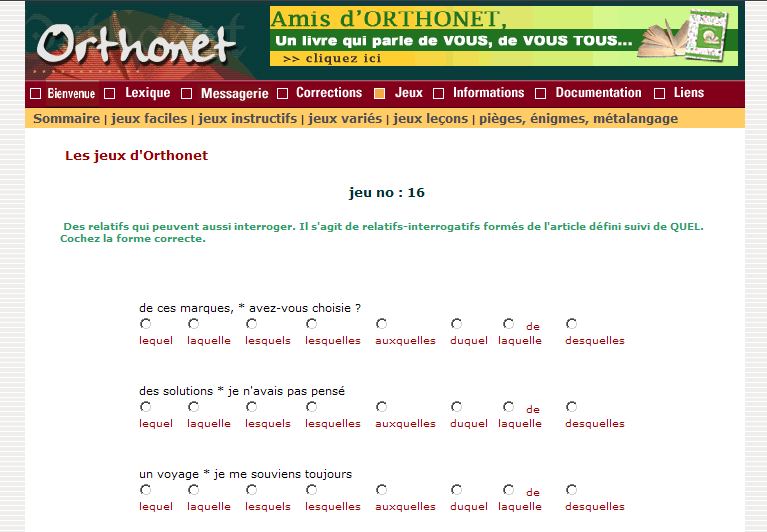 Orthonet
Amis d'ORTHONET,
Un livre qui parle de VOUS, de VOUS TOUS...
>> cliquez ici
Bienvenue Lexique Messagerie Corrections Jeux Informations Documentation Liens
Sommaire | jeux faciles | jeux instructifs | jeux variés | jeux leçons | pièges, énigmes, métalangage
Les jeux d'Orthonet
jeu no : 16
Des relatifs qui peuvent aussi interroger. Il s'agit de relatifs-interrogatifs formés de l'article défini suivi de QUEL.
Cochez la forme correcte.
de ces marques, * avez-vous choisie ?
lequel laquelle lesquels lesquelles auxquelles duquel de laquelle desquelles
des solutions * je n'avais pas pensé
lequel laquelle lesquels lesquelles auxquelles duquel de laquelle desquelles
un voyage * je me souviens toujours
lequel laquelle lesquels lesquelles auxquelles duquel de laquelle desquelles